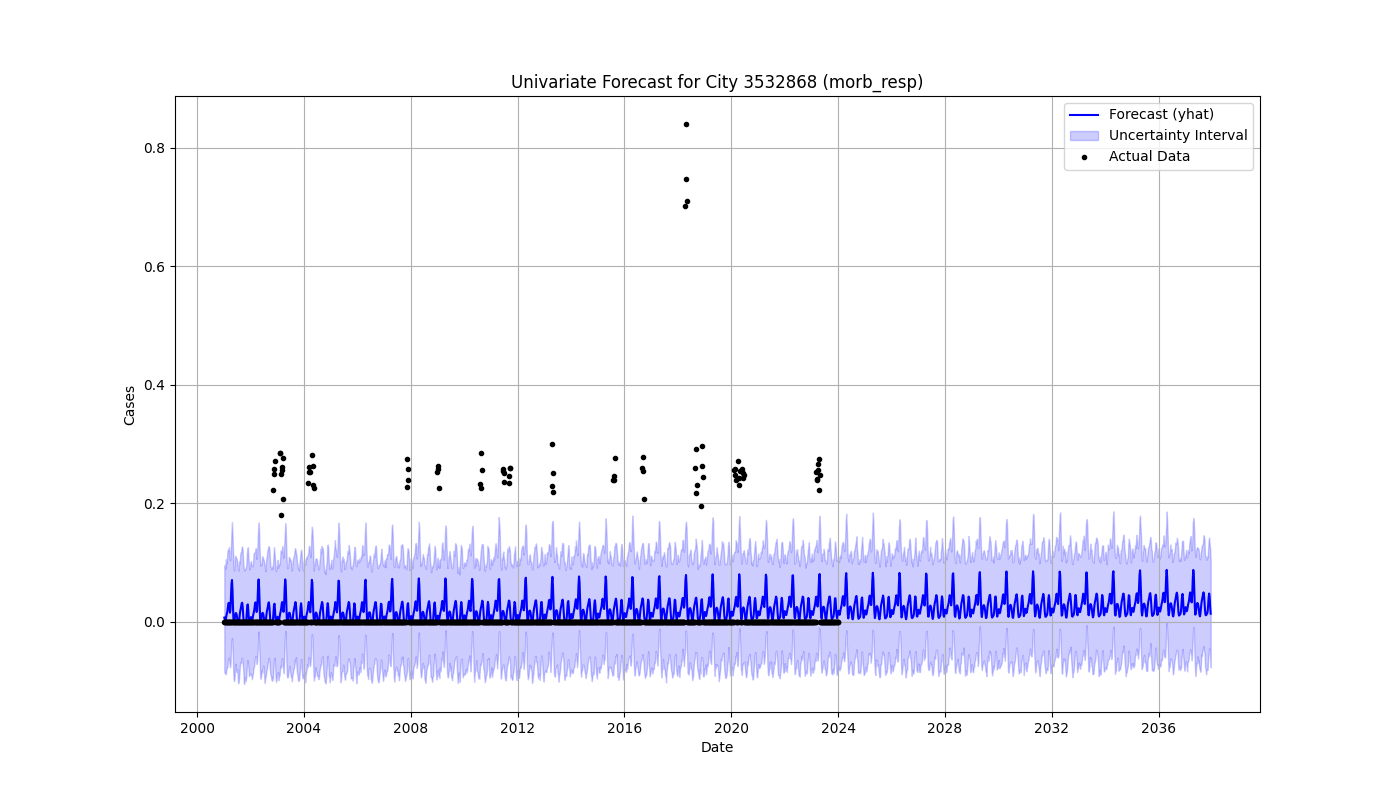 Univariate Forecast for City 3532868 (morb_resp)
Forecast (yhat)
Uncertainty Interval
Actual Data
0.8
0.6
0.4
0.2
0.0
Cases
2000 2004 2008 2012 2016 2020 2024 2028 2032 2036
Date